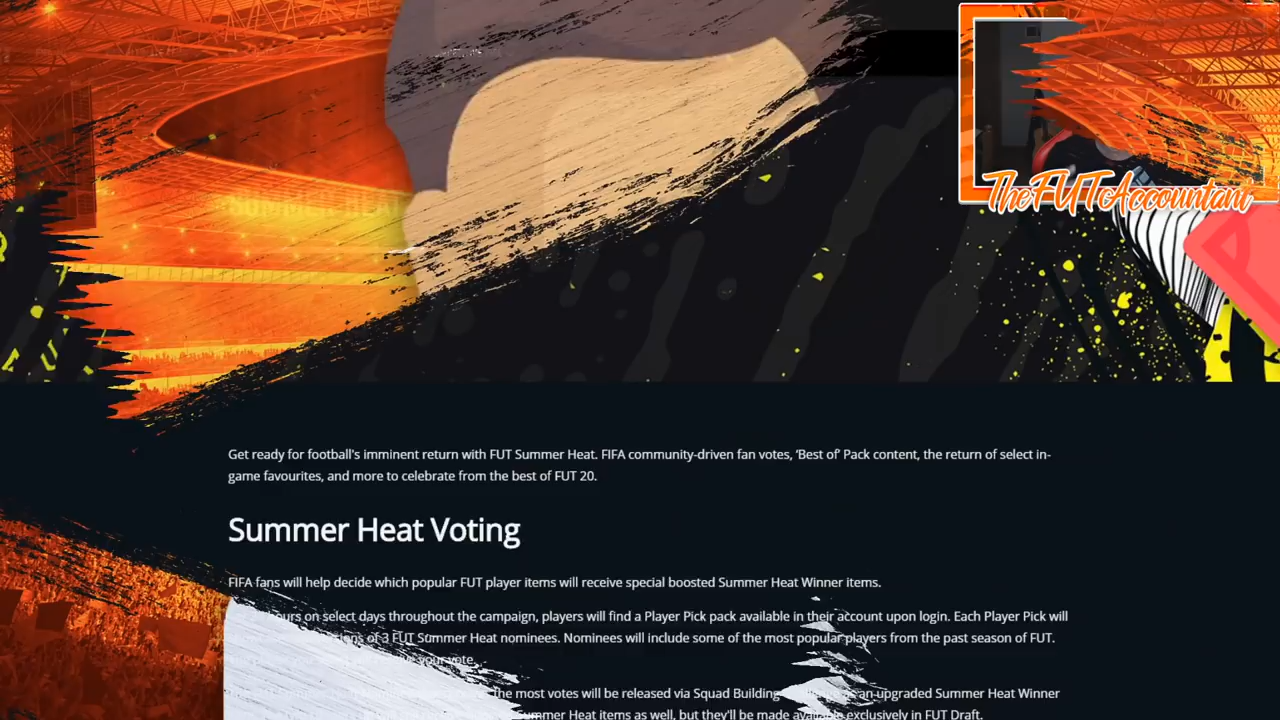 TheFUTAccountant
Get ready for football's imminent return with FUT Summer Heat. FIFA community-driven fan votes, 'Best of' Pack content, the return of select in-
game favourites, and more to celebrate from the best of FUT 20.
Summer Heat Voting
FIFA fans will help decide which popular FUT player items will receive special boosted Summer Heat Winner items.
on select days throughout the campaign, players will find a Player Pick pack available in their account upon login. Each Player Pick will
of 3 FUT Summer Heat nominees. Nominees will include some of the most popular players from the past season of FUT.
your vote.
the most votes will be released via Squad Building an upgraded Summer Heat Winner
Summer Heat items as well, but they'll be made available exclusively in FUT Draft.